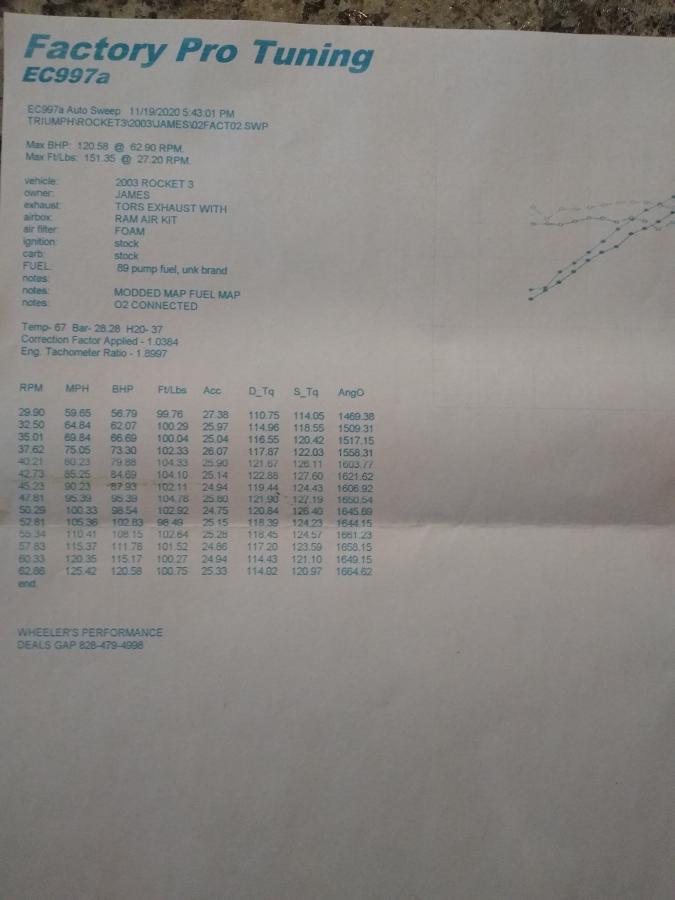 Factory Pro Tuning
EC997a
EC997a Auto Sweep 11/19/2020 5:43:01 PM
TRIUMPH\ROCKET3\2003\JAMES\02FACT02.SWP
Max BHP: 120.58 @ 62.90 RPM.
Max Ft/Lbs: 151.35 @ 27.20 RPM.
vehicle: 2003 ROCKET 3
owner: JAMES
exhaust: TORS EXHAUST WITH
airbox: RAM AIR KIT
air filter: FOAM
ignition: stock
carb: stock
FUEL: 89 pump fuel, unk brand
notes:
notes: MODDED MAP FUEL MAP
notes: O2 CONNECTED
Temp- 67 Bar- 28.28 H20- 37
Correction Factor Applied - 1.0384
Eng. Tachometer Ratio - 1.8997
RPM MPH BHP Ft/Lbs Acc D_Tq S_Tq AngO
29.90 59.65 56.79 99.76 27.38 110.75 114.05 1469.38
32.50 64.84 62.07 100.29 25.97 114.96 118.55 1509.31
35.01 69.84 66.69 100.04 25.04 116.55 120.42 1517.15
37.62 75.05 73.30 102.33 26.07 117.87 122.03 1558.31
40.21 80.23 79.88 104.33 25.90 121.67 126.11 1603.77
42.73 85.25 84.69 104.10 25.14 122.88 127.60 1621.62
45.23 90.23 87.93 102.11 24.94 119.44 124.43 1606.92
47.81 95.39 95.39 104.78 25.80 121.90 127.19 1650.54
50.29 100.33 98.54 102.92 24.75 120.84 126.40 1645.69
52.81 105.36 102.83 98.49 25.15 118.39 124.23 1644.15
55.34 110.41 108.15 102.64 25.28 118.45 124.57 1661.23
57.83 115.37 111.78 101.52 24.86 117.20 123.59 1658.15
60.33 120.35 115.17 100.27 24.94 114.43 121.10 1649.15
62.88 125.42 120.58 100.75 25.33 114.02 120.97 1664.62
end.
WHEELER'S PERFORMANCE
DEALS GAP 828-479-4998